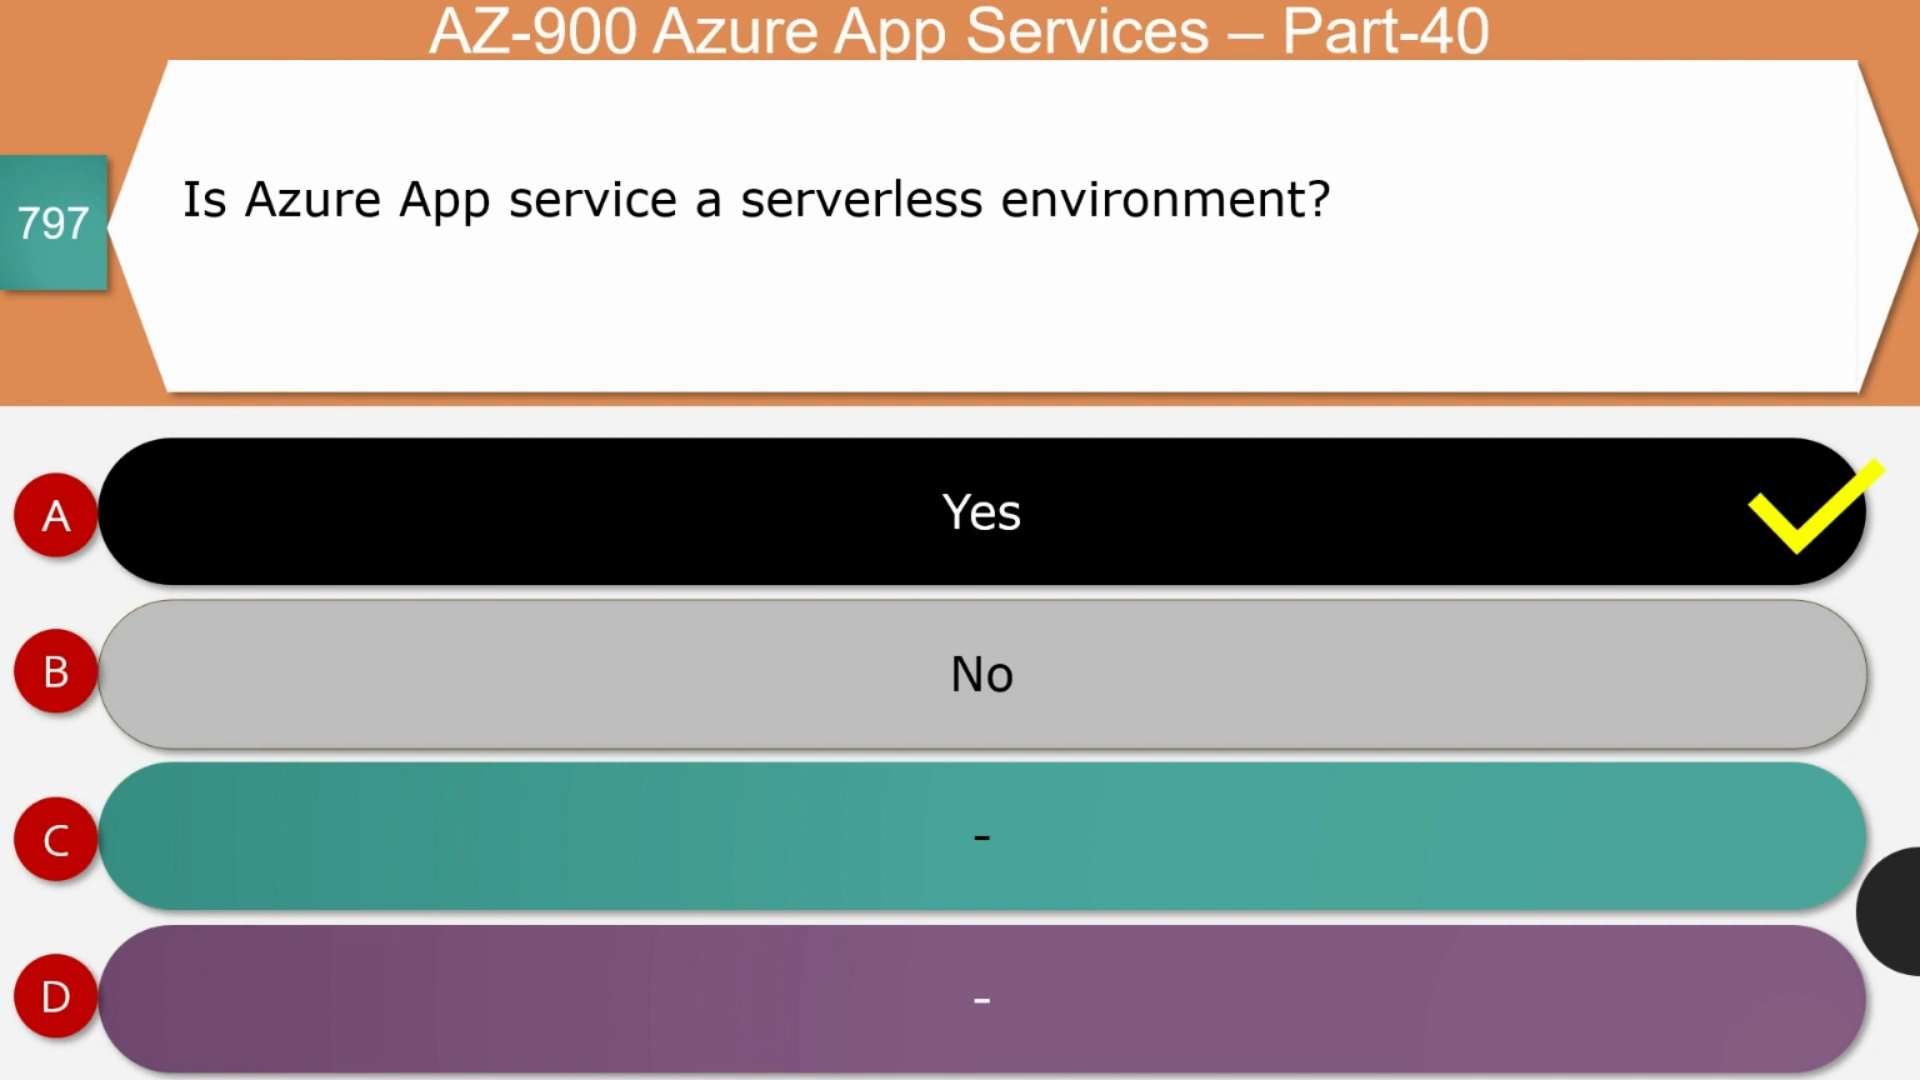 AZ-900 Azure App Services – Part-40
797
Is Azure App service a serverless environment?
A
Yes
B
No
C
-
D
-